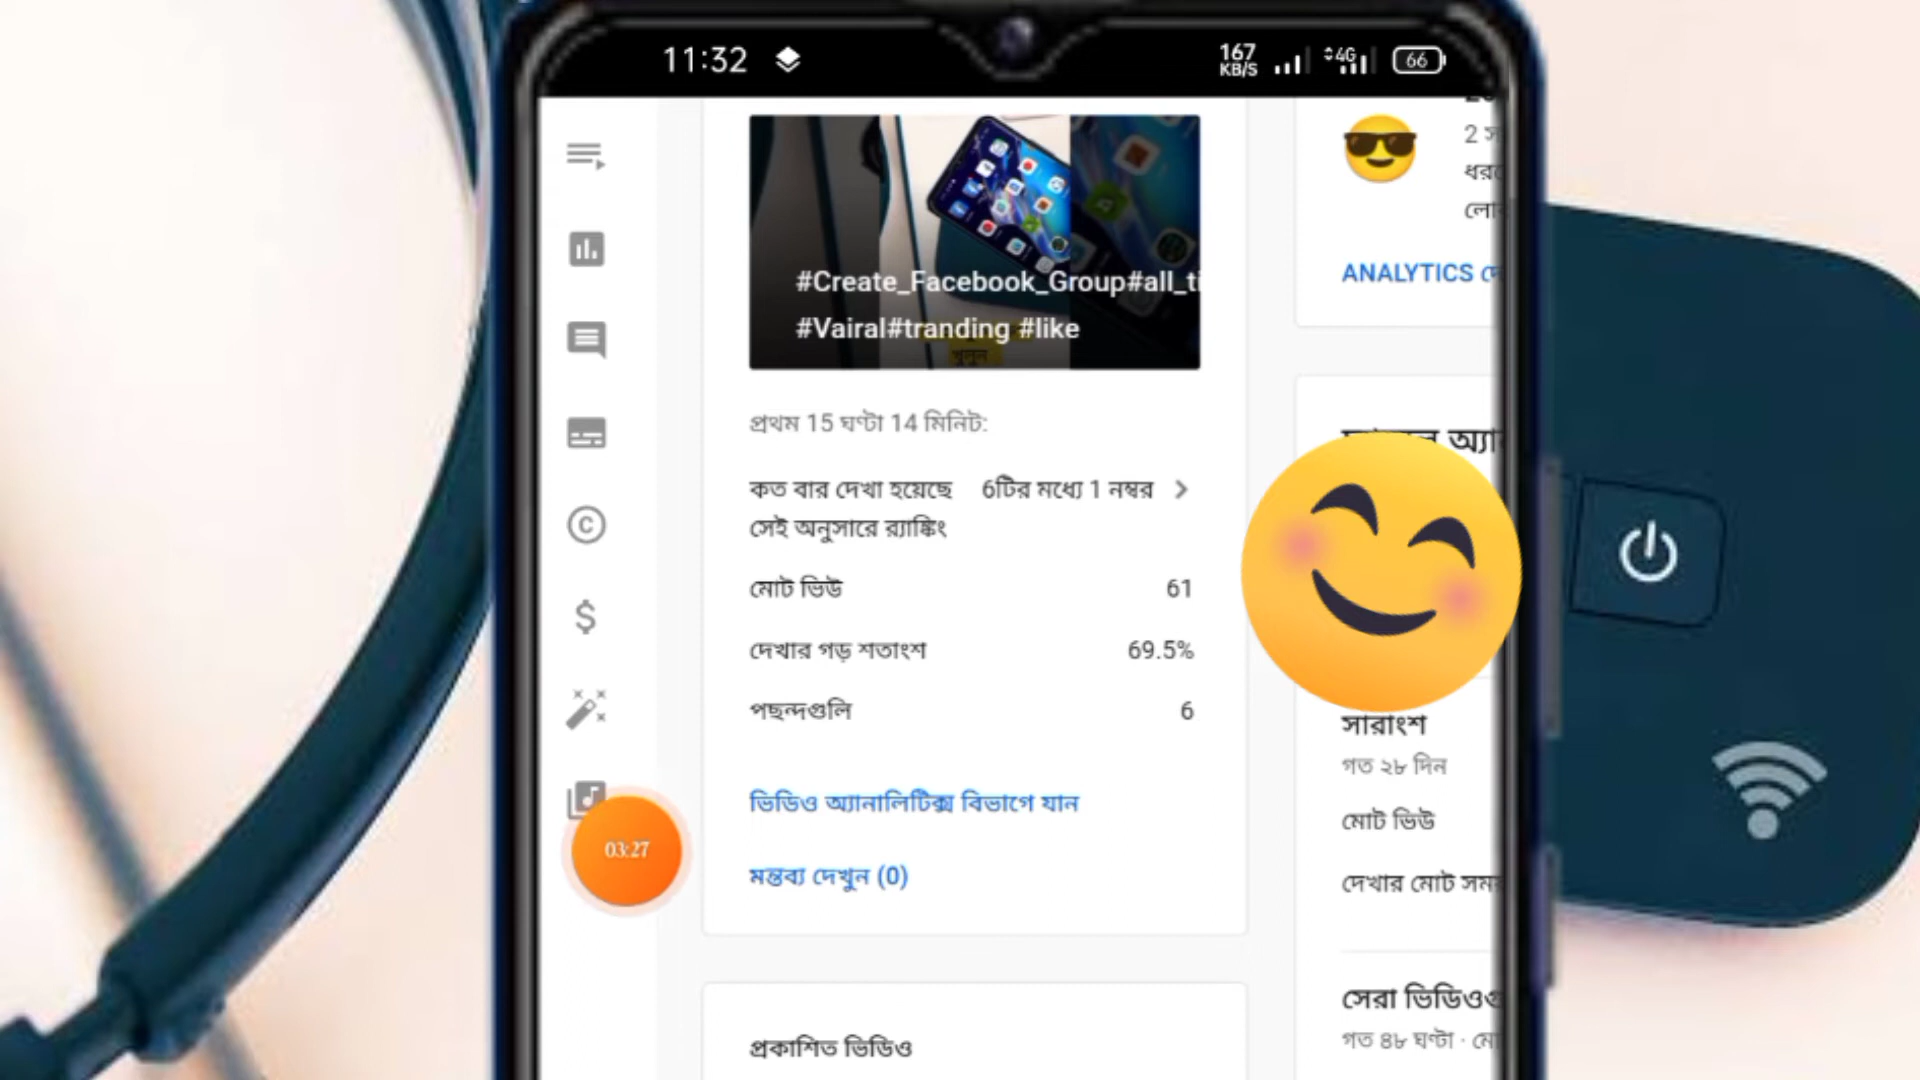 11:32
167
KB/S
4G
66
#Create_Facebook_Group#all_ti
#Vairal#tranding #like
খুলুন
প্রথম 15 ঘণ্টা 14 মিনিট:
কত বার দেখা হয়েছে 6টির মধ্যে 1 নম্বর
সেই অনুসারে র‍্যাঙ্কিং
মোট ভিউ 61
দেখার গড় শতাংশ 69.5%
পছন্দগুলি 6
ভিডিও অ্যানালিটিক্স বিভাগে যান
মন্তব্য দেখুন (0)
প্রকাশিত ভিডিও
03:27
2
ANALYTICS
সারাংশ
গত ২৮ দিন
মোট ভিউ
দেখার মোট
সেরা
গত ৪৮ ঘণ্টা ·